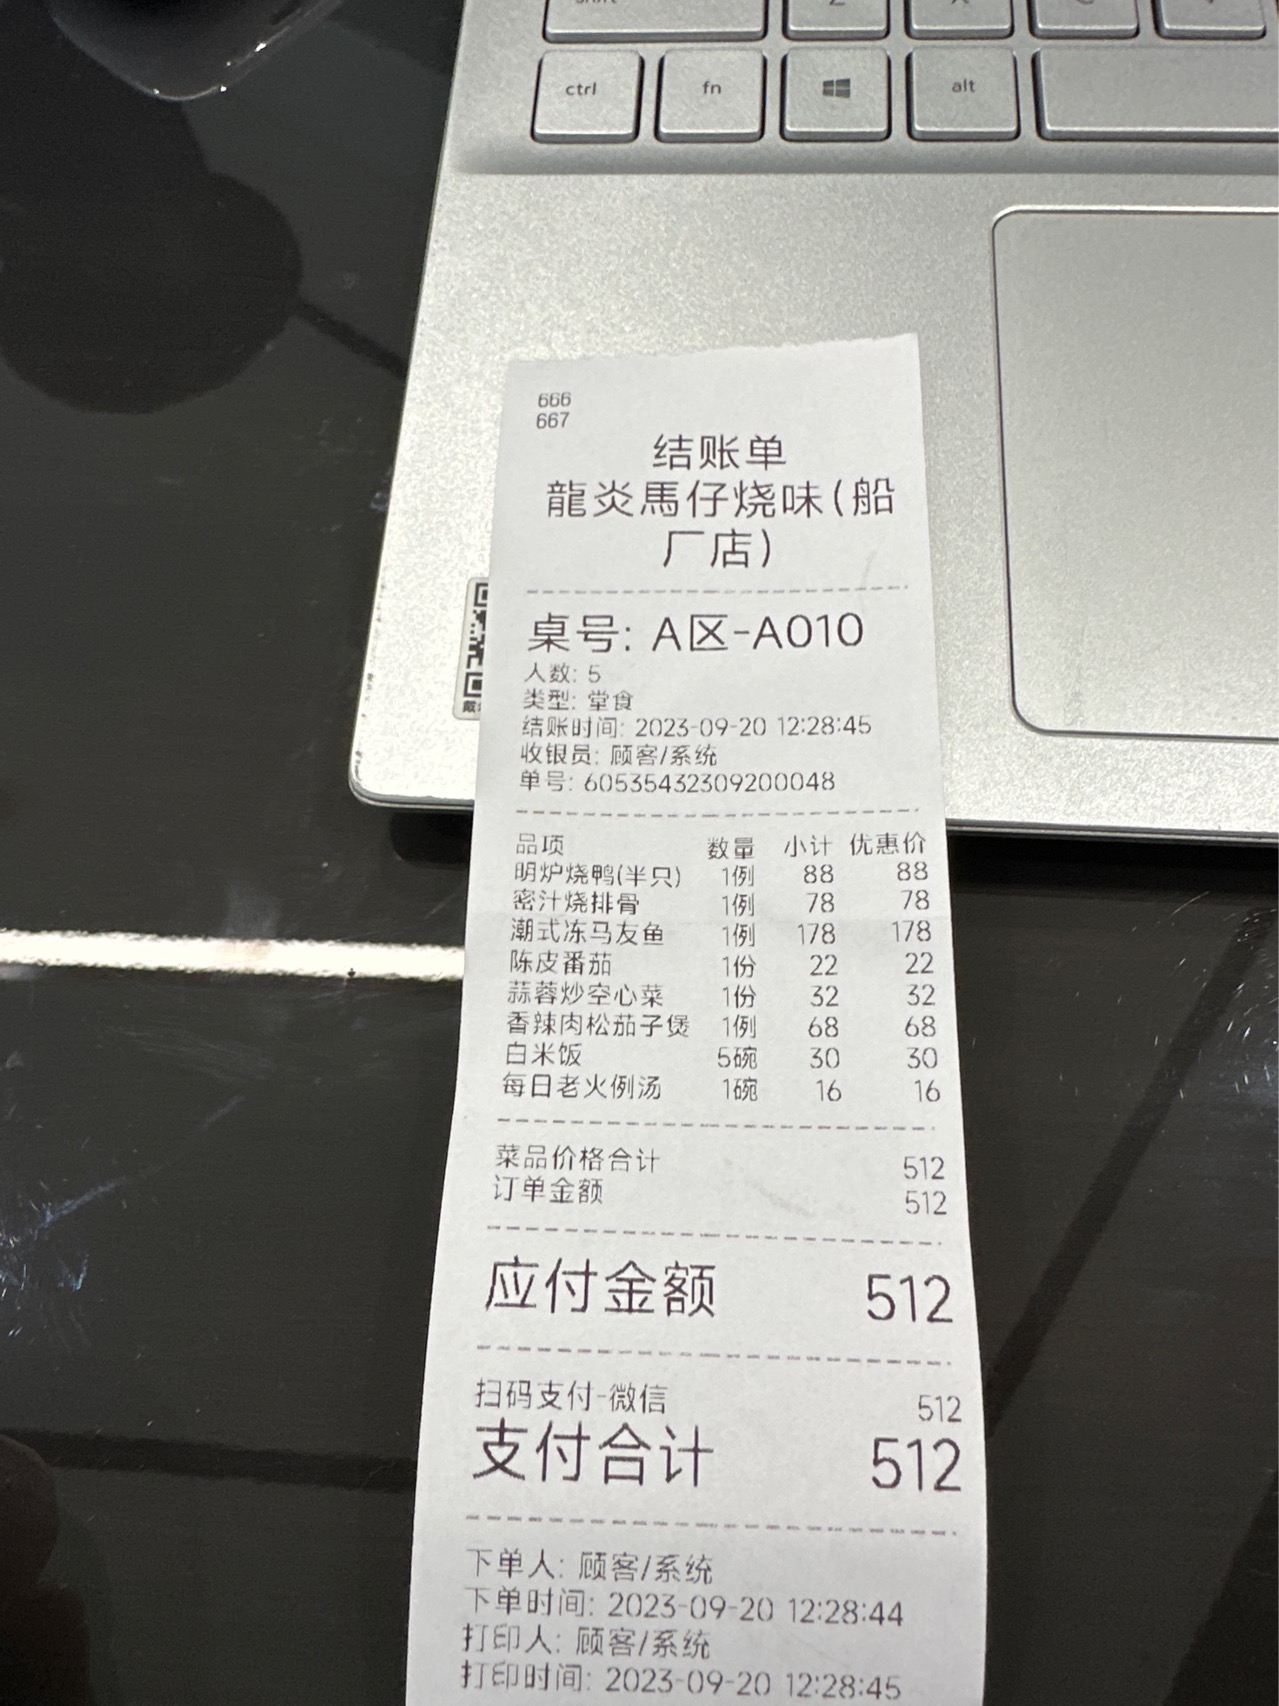 shift
ctrl fn alt
666
667
结账单
龍炎馬仔烧味(船
厂店)
桌号: A区-A010
人数: 5
类型: 堂食
结账时间: 2023-09-20 12:28:45
收银员: 顾客/系统
单号: 60535432309200048
品项 数量 小计 优惠价
明炉烧鸭(半只) 1例 88 88
密汁烧排骨 1例 78 78
潮式冻马友鱼 1例 178 178
陈皮番茄 1份 22 22
蒜蓉炒空心菜 1份 32 32
香辣肉松茄子煲 1例 68 68
白米饭 5碗 30 30
每日老火例汤 1碗 16 16
菜品价格合计 512
订单金额 512
应付金额 512
扫码支付-微信 512
支付合计 512
下单人: 顾客/系统
下单时间: 2023-09-20 12:28:44
打印人: 顾客/系统
打印时间: 2023-09-20 12:28:45